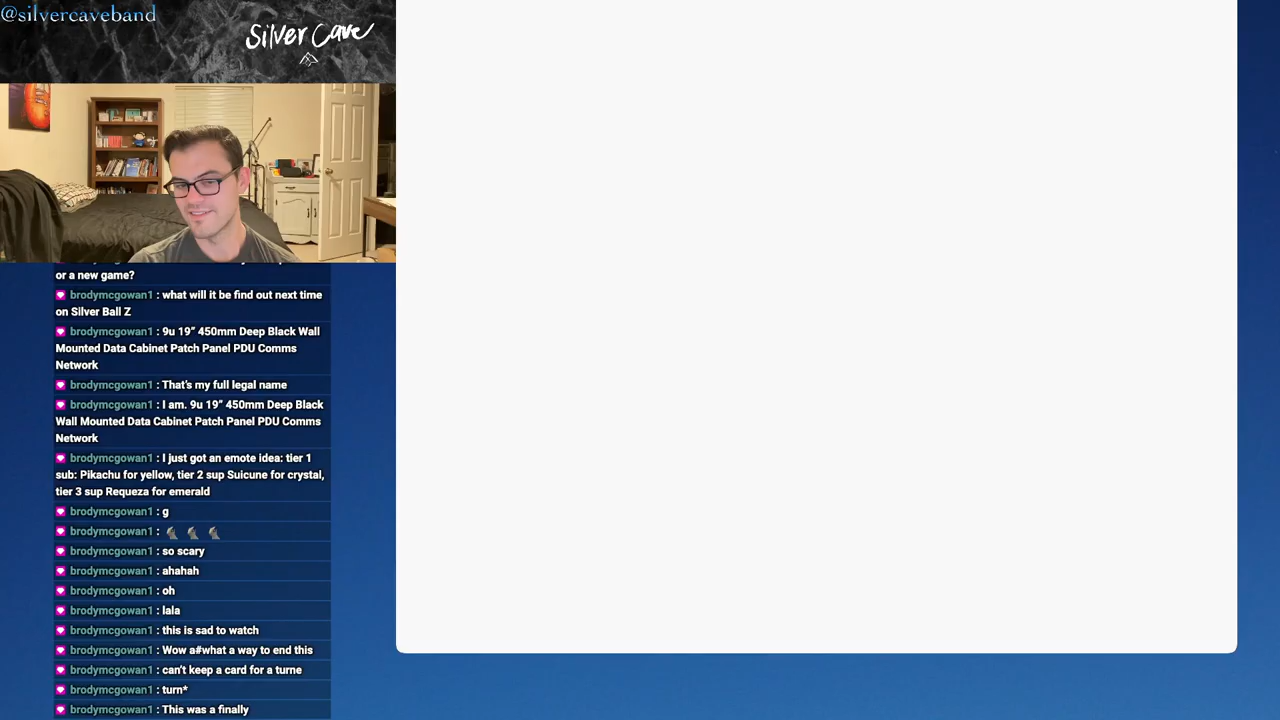 @silvercaveband
Silver Cave
or a new game?
brodymcgowan1 : what will it be find out next time
on Silver Ball Z
brodymcgowan1 : 9u 19” 450mm Deep Black Wall
Mounted Data Cabinet Patch Panel PDU Comms
Network
brodymcgowan1 : That’s my full legal name
brodymcgowan1 : I am. 9u 19” 450mm Deep Black
Wall Mounted Data Cabinet Patch Panel PDU Comms
Network
brodymcgowan1 : I just got an emote idea: tier 1
sub: Pikachu for yellow, tier 2 sup Suicune for crystal,
tier 3 sup Requeza for emerald
brodymcgowan1 : g
brodymcgowan1 :
brodymcgowan1 : so scary
brodymcgowan1 : ahahah
brodymcgowan1 : oh
brodymcgowan1 : lala
brodymcgowan1 : this is sad to watch
brodymcgowan1 : Wow a#what a way to end this
brodymcgowan1 : can’t keep a card for a turne
brodymcgowan1 : turn*
brodymcgowan1 : This was a finally